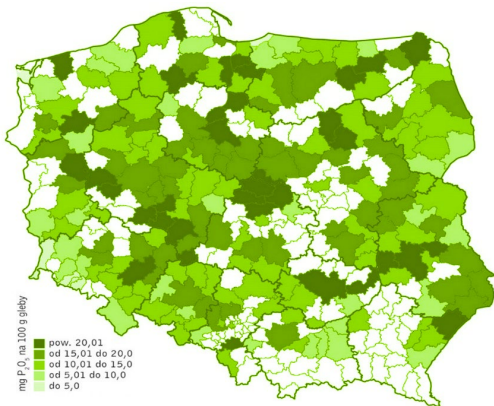 mg P₂O₅ na 100 g gleby
pow. 20,01
od 15,01 do 20,0
od 10,01 do 15,0
od 5,01 do 10,0
do 5,0